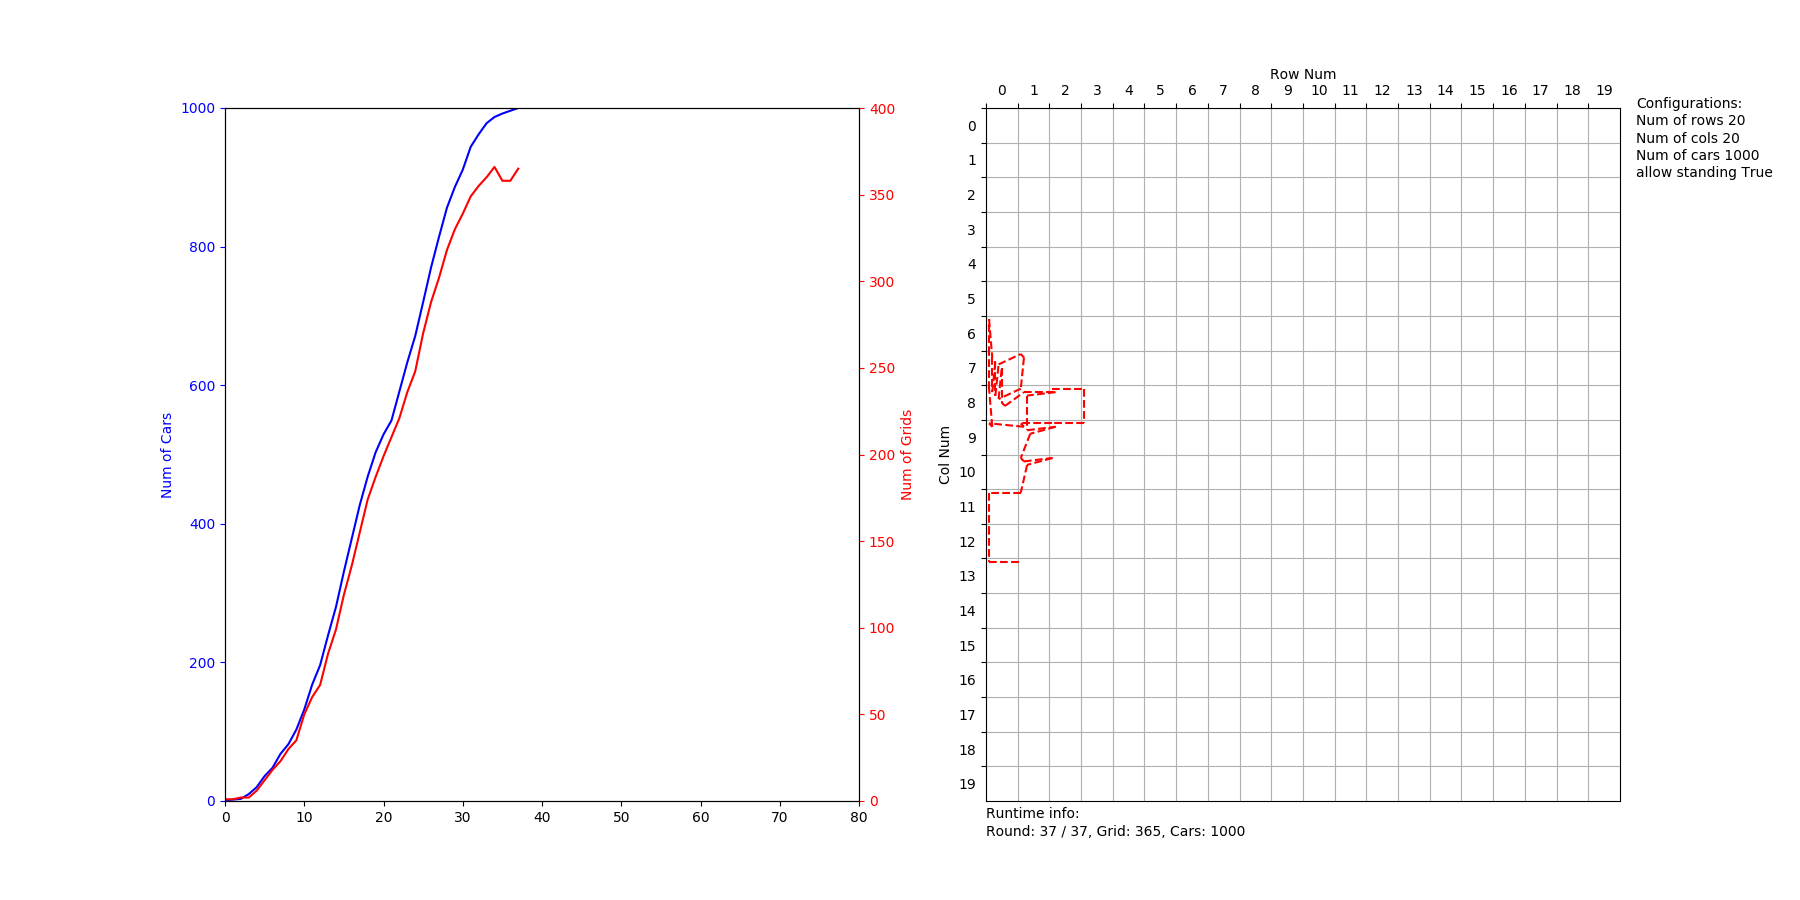 Num of Cars
1000
800
600
400
200
0
0 10 20 30 40 50 60 70 80
400
350
300
250
200
150
100
50
0
Num of Grids
Row Num
0 1 2 3 4 5 6 7 8 9 10 11 12 13 14 15 16 17 18 19
Col Num
0
1
2
3
4
5
6
7
8
9
10
11
12
13
14
15
16
17
18
19
Configurations:
Num of rows 20
Num of cols 20
Num of cars 1000
allow standing True
Runtime info:
Round: 37 / 37, Grid: 365, Cars: 1000